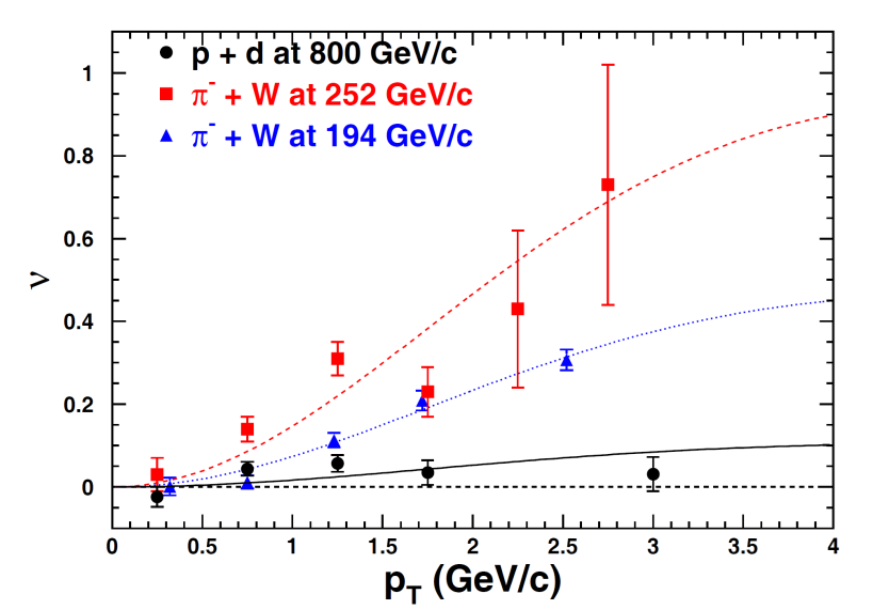 p + d at 800 GeV/c
π⁻ + W at 252 GeV/c
π⁻ + W at 194 GeV/c
1
0.8
0.6
0.4
0.2
0
ν
0 0.5 1 1.5 2 2.5 3 3.5 4
p_T (GeV/c)